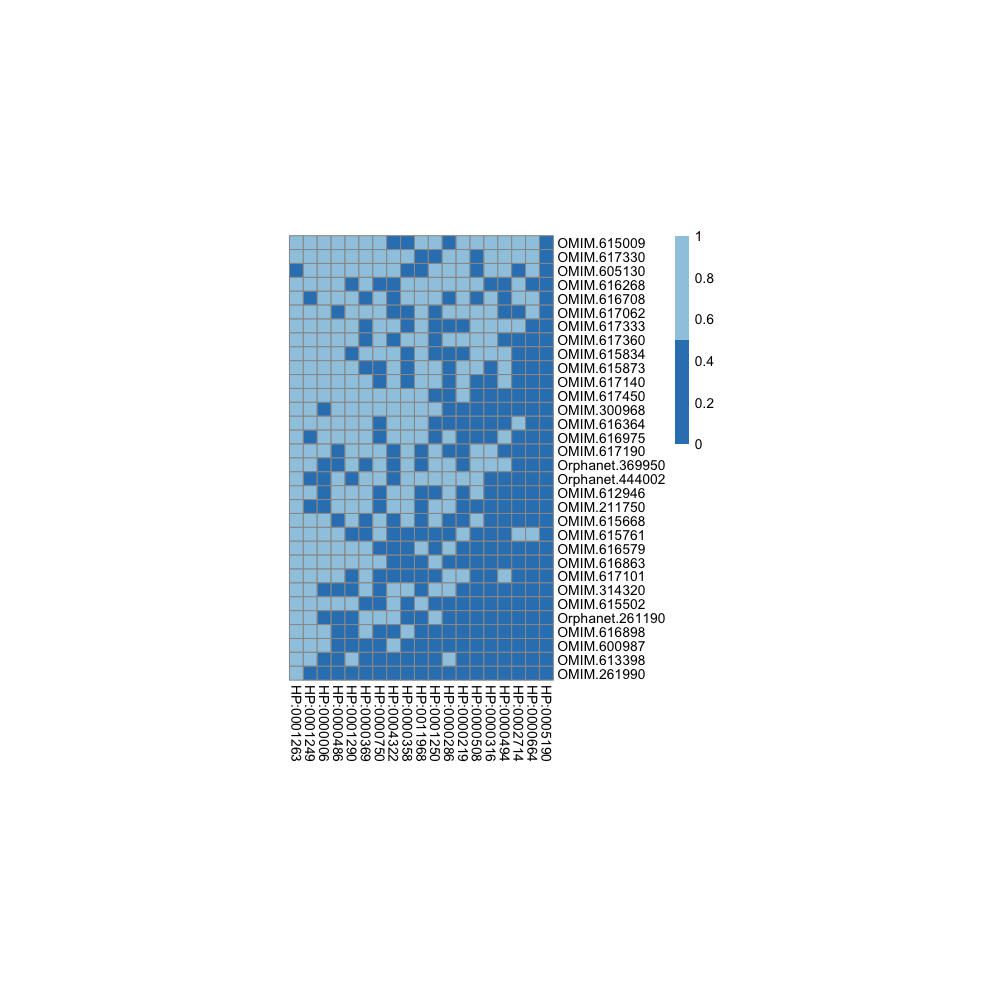 OMIM.615009
OMIM.617330
OMIM.605130
OMIM.616268
OMIM.616708
OMIM.617062
OMIM.617333
OMIM.617360
OMIM.615834
OMIM.615873
OMIM.617140
OMIM.617450
OMIM.300968
OMIM.616364
OMIM.616975
OMIM.617190
Orphanet.369950
Orphanet.444002
OMIM.612946
OMIM.211750
OMIM.615668
OMIM.615761
OMIM.616579
OMIM.616863
OMIM.617101
OMIM.314320
OMIM.615502
Orphanet.261190
OMIM.616898
OMIM.600987
OMIM.613398
OMIM.261990
1
0.8
0.6
0.4
0.2
0
HP:0001263
HP:0001249
HP:0000006
HP:0000486
HP:0001290
HP:0000369
HP:0000750
HP:0004322
HP:0000358
HP:0011968
HP:0001250
HP:0000286
HP:0000219
HP:0000508
HP:0000316
HP:0000494
HP:0002714
HP:0000664
HP:0005190